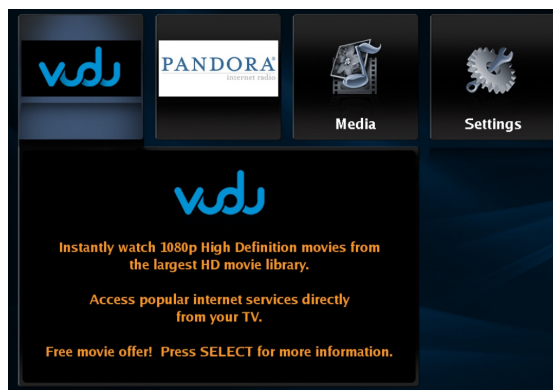 vudu
PANDORA
internet radio
Media
Settings
vudu
Instantly watch 1080p High Definition movies from
the largest HD movie library.
Access popular internet services directly
from your TV.
Free movie offer! Press SELECT for more information.